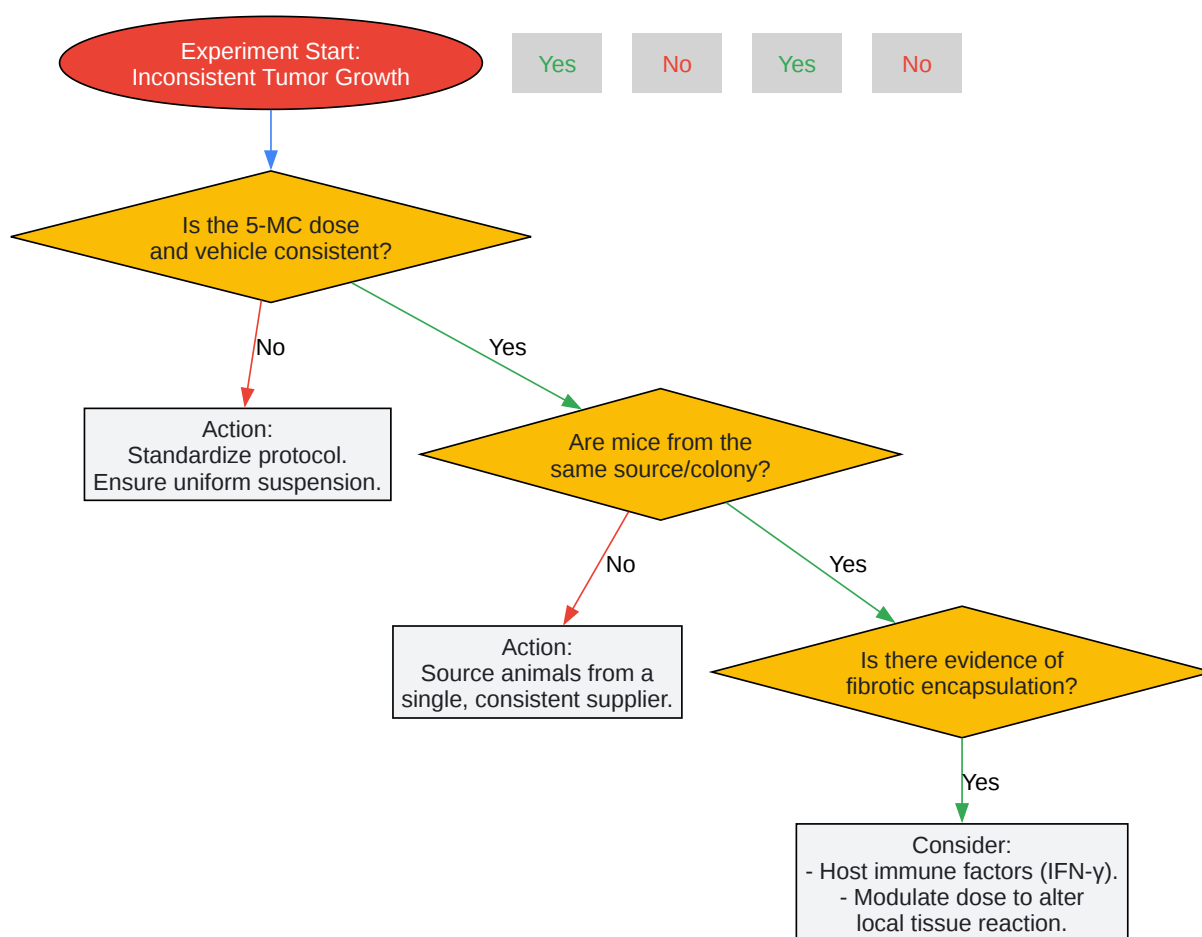 Experiment Start:
Inconsistent Tumor Growth
Yes
No
Yes
No
Is the 5-MC dose
and vehicle consistent?
No
Yes
Action:
Standardize protocol.
Ensure uniform suspension.
Are mice from the
same source/colony?
No
Yes
Action:
Source animals from a
single, consistent supplier.
Is there evidence of
fibrotic encapsulation?
Yes
Consider:
- Host immune factors (IFN-γ).
- Modulate dose to alter
local tissue reaction.